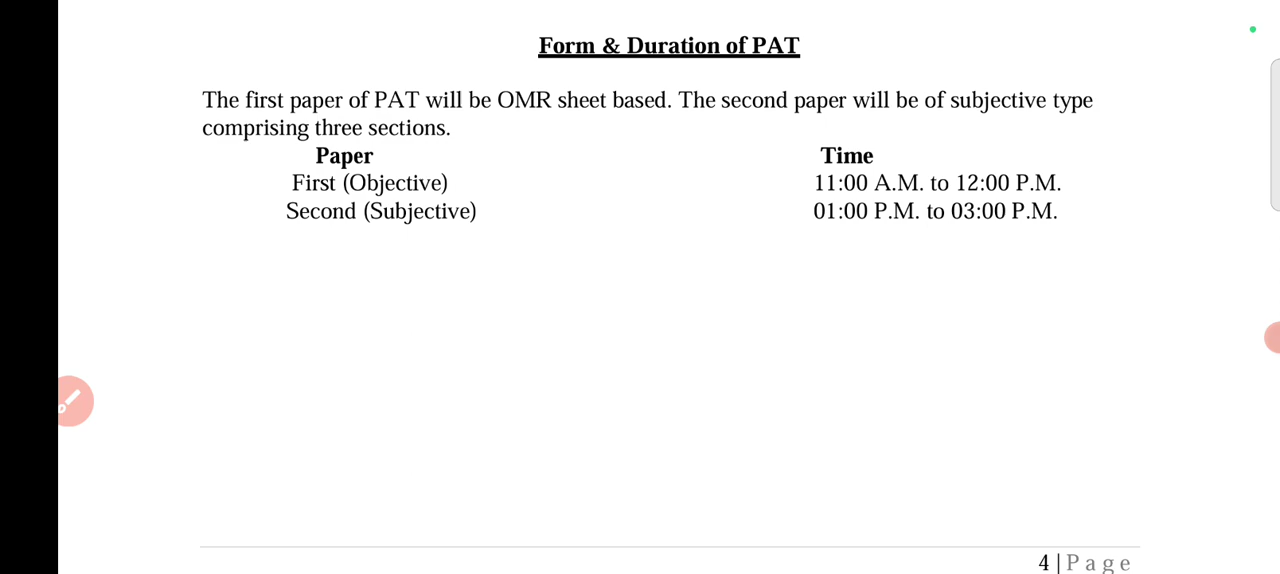 Form & Duration of PAT
The first paper of PAT will be OMR sheet based. The second paper will be of subjective type
comprising three sections.
Paper Time
First (Objective) 11:00 A.M. to 12:00 P.M.
Second (Subjective) 01:00 P.M. to 03:00 P.M.
4 | P a g e